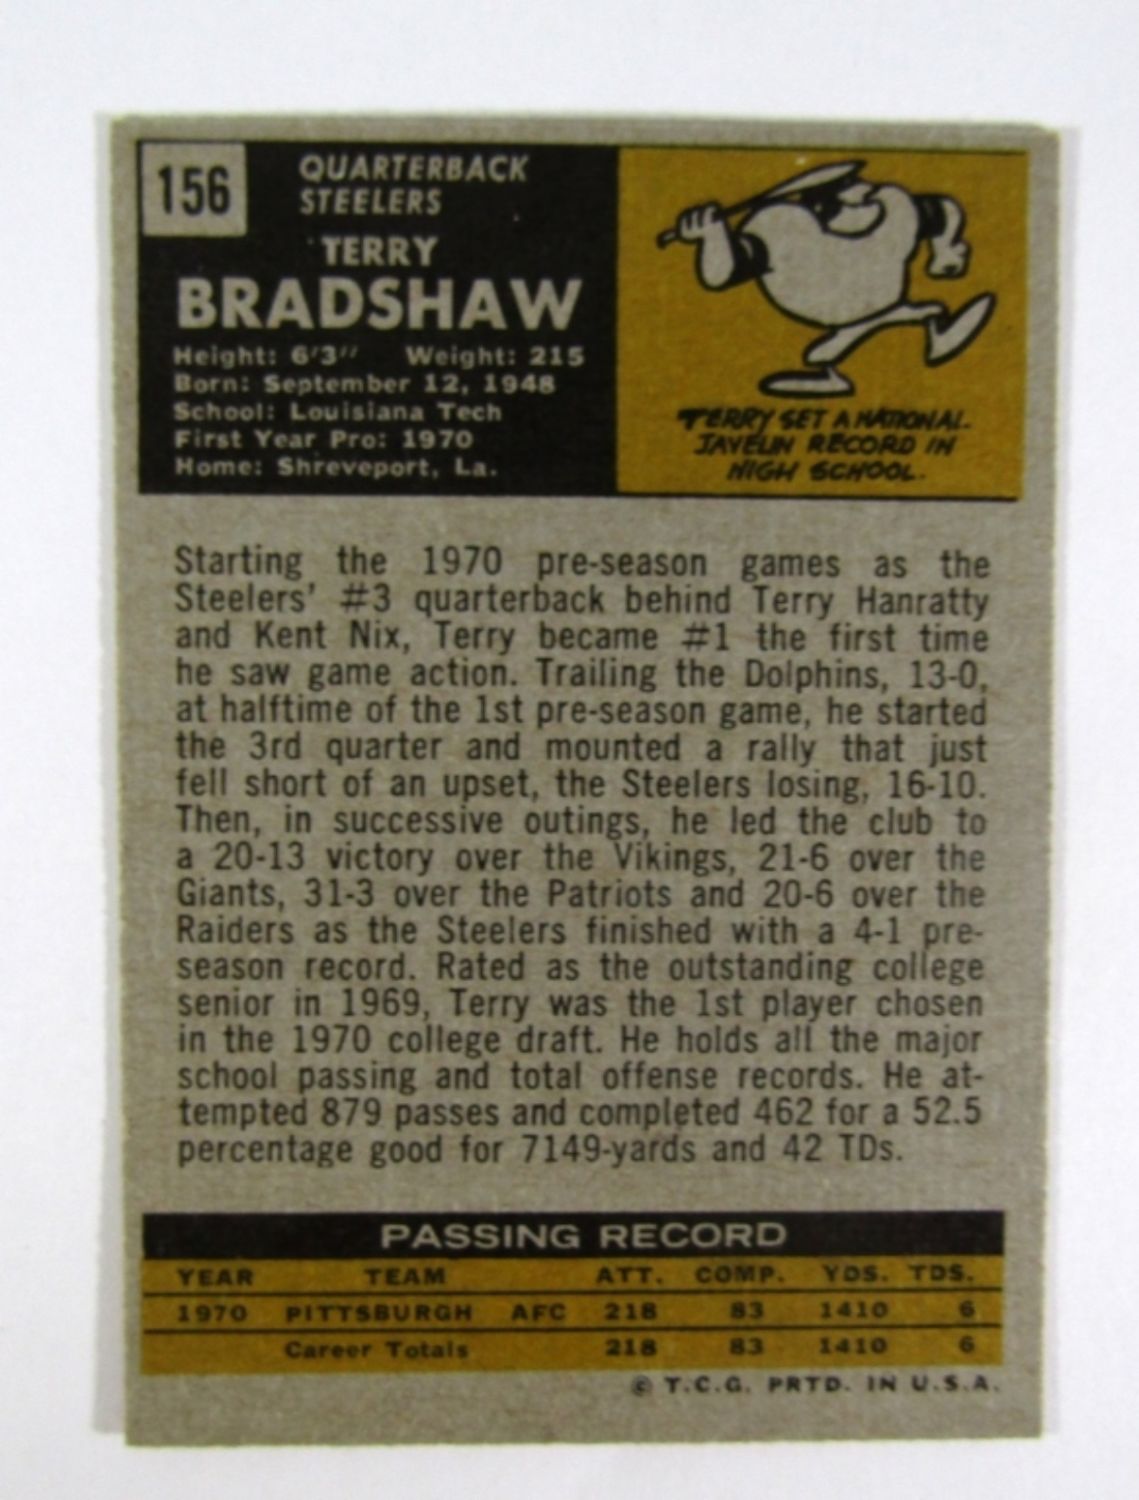 156
QUARTERBACK
STEELERS
TERRY
BRADSHAW
Height: 6'3" Weight: 215
Born: September 12, 1948
School: Louisiana Tech
First Year Pro: 1970
Home: Shreveport, La.
TERRY SET A NATIONAL
JAVELIN RECORD IN
HIGH SCHOOL.
Starting the 1970 pre-season games as the
Steelers' #3 quarterback behind Terry Hanratty
and Kent Nix, Terry became #1 the first time
he saw game action. Trailing the Dolphins, 13-0,
at halftime of the 1st pre-season game, he started
the 3rd quarter and mounted a rally that just
fell short of an upset, the Steelers losing, 16-10.
Then, in successive outings, he led the club to
a 20-13 victory over the Vikings, 21-6 over the
Giants, 31-3 over the Patriots and 20-6 over the
Raiders as the Steelers finished with a 4-1 pre-
season record. Rated as the outstanding college
senior in 1969, Terry was the 1st player chosen
in the 1970 college draft. He holds all the major
school passing and total offense records. He at-
tempted 879 passes and completed 462 for a 52.5
percentage good for 7149-yards and 42 TDs.
PASSING RECORD
YEAR TEAM ATT. COMP. YDS. TDS.
1970 PITTSBURGH AFC 218 83 1410 6
Career Totals 218 83 1410 6
© T.C.G. PRTD. IN U.S.A.